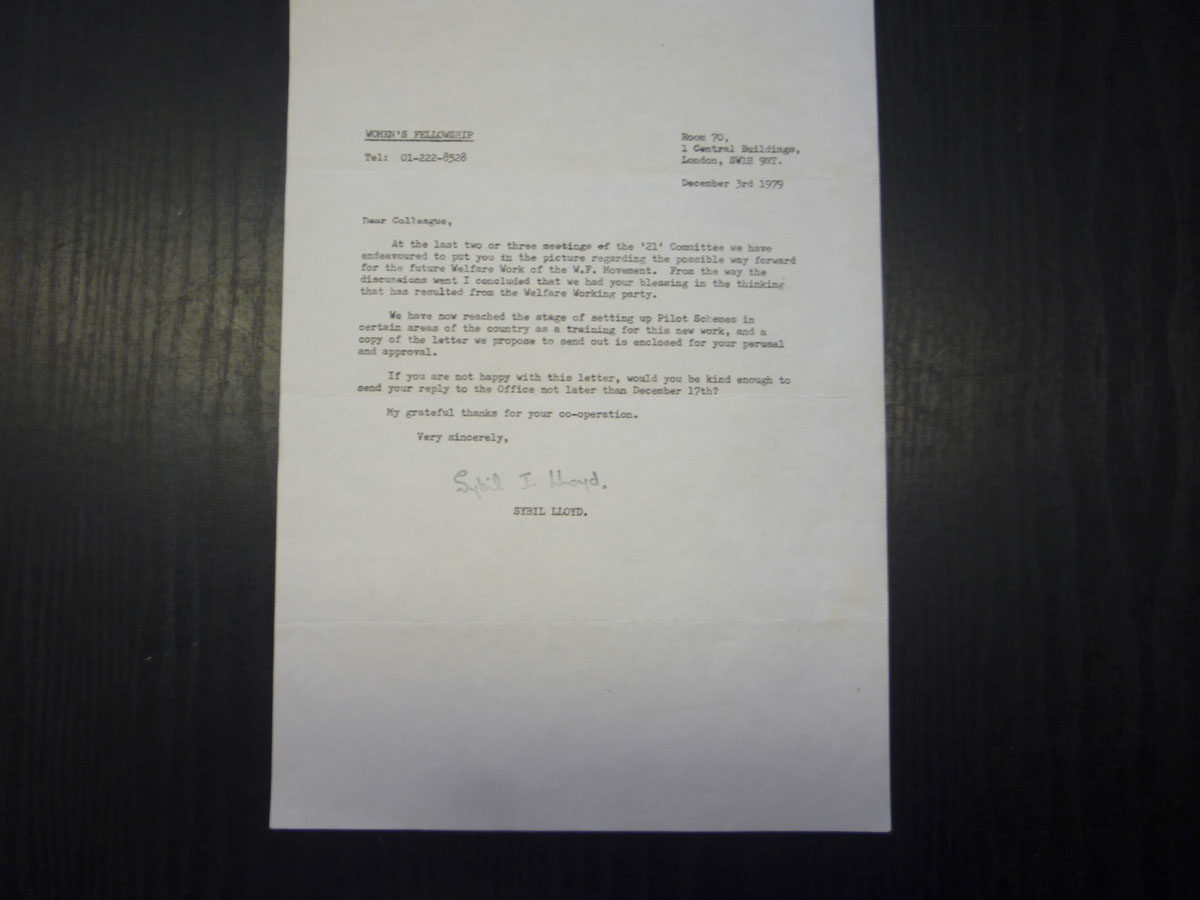 WOMEN'S FELLOWSHIP
Tel: 01-222-8528
Room 70,
1 Central Buildings,
London, SW1H 9NT.
December 3rd 1979
Dear Colleague,
At the last two or three meetings of the '21' Committee we have
endeavoured to put you in the picture regarding the possible way forward
for the future Welfare Work of the W.F. Movement. From the way the
discussions went I concluded that we had your blessing in the thinking
that has resulted from the Welfare Working party.
We have now reached the stage of setting up Pilot Schemes in
certain areas of the country as a training for this new work, and a
copy of the letter we propose to send out is enclosed for your perusal
and approval.
If you are not happy with this letter, would you be kind enough to
send your reply to the Office not later than December 17th?
My grateful thanks for your co-operation.
Very sincerely,
Sybil I. Lloyd.
SYBIL LLOYD.